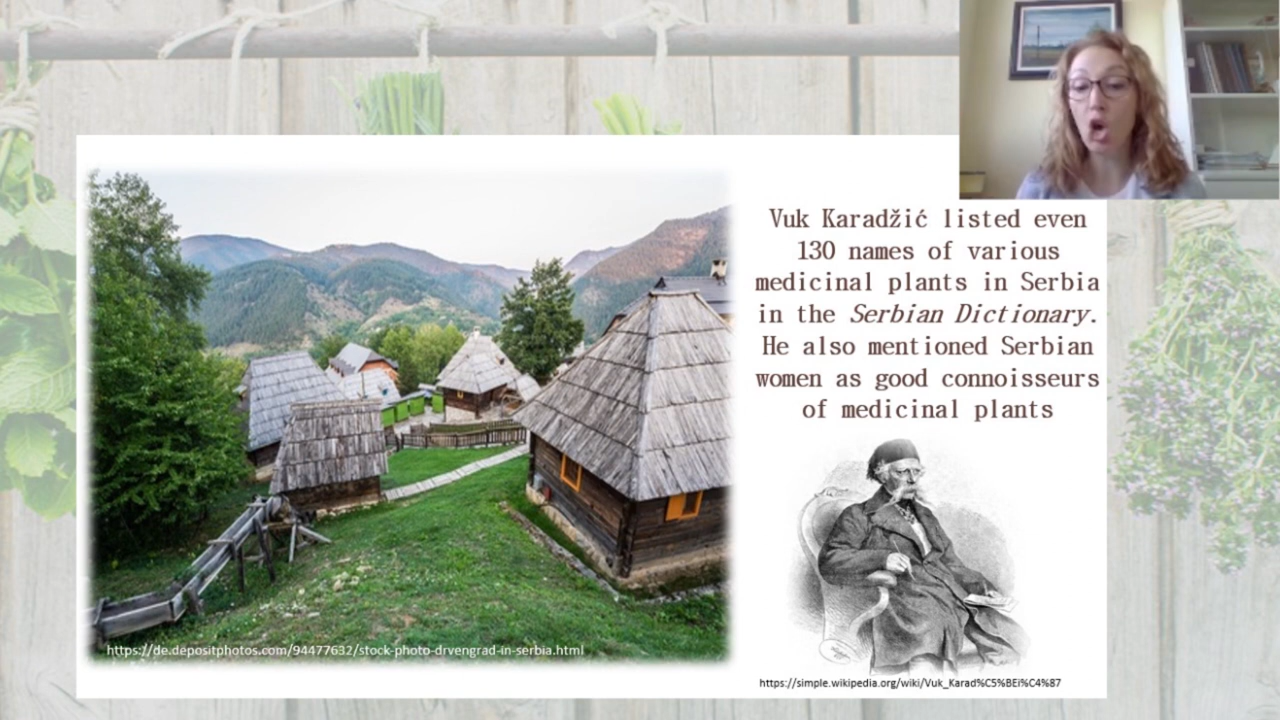 Vuk Karadžić listed even
130 names of various
medicinal plants in Serbia
in the Serbian Dictionary.
He also mentioned Serbian
women as good connoisseurs
of medicinal plants
https://de.depositphotos.com/94477632/stock-photo-drvengrad-in-serbia.html
https://simple.wikipedia.org/wiki/Vuk_Karad%C5%BEi%C4%87